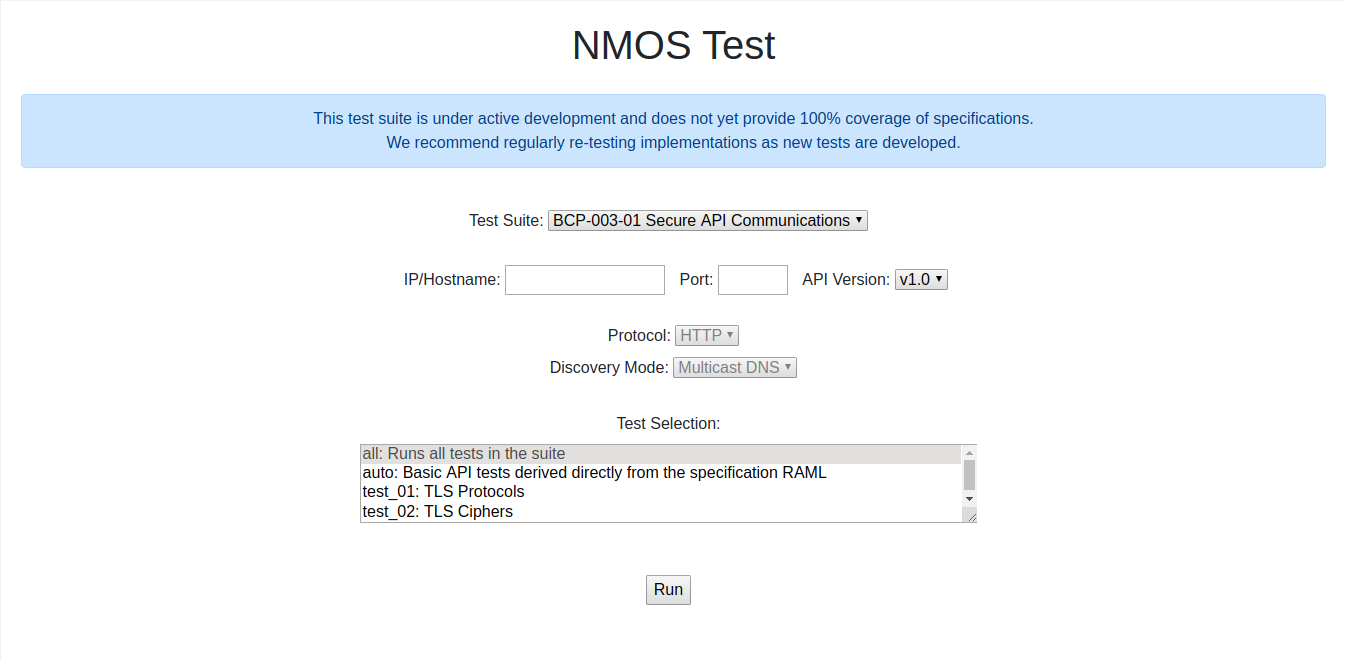 NMOS Test
This test suite is under active development and does not yet provide 100% coverage of specifications.
We recommend regularly re-testing implementations as new tests are developed.
Test Suite: BCP-003-01 Secure API Communications
IP/Hostname: Port: API Version: v1.0
Protocol: HTTP
Discovery Mode: Multicast DNS
Test Selection:
all: Runs all tests in the suite
auto: Basic API tests derived directly from the specification RAML
test_01: TLS Protocols
test_02: TLS Ciphers
Run